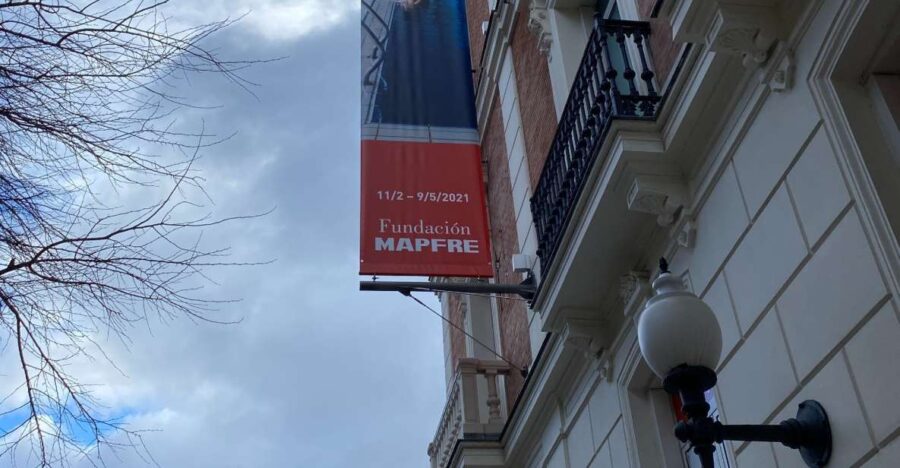 11/2 – 9/5/2021
Fundación
MAPFRE